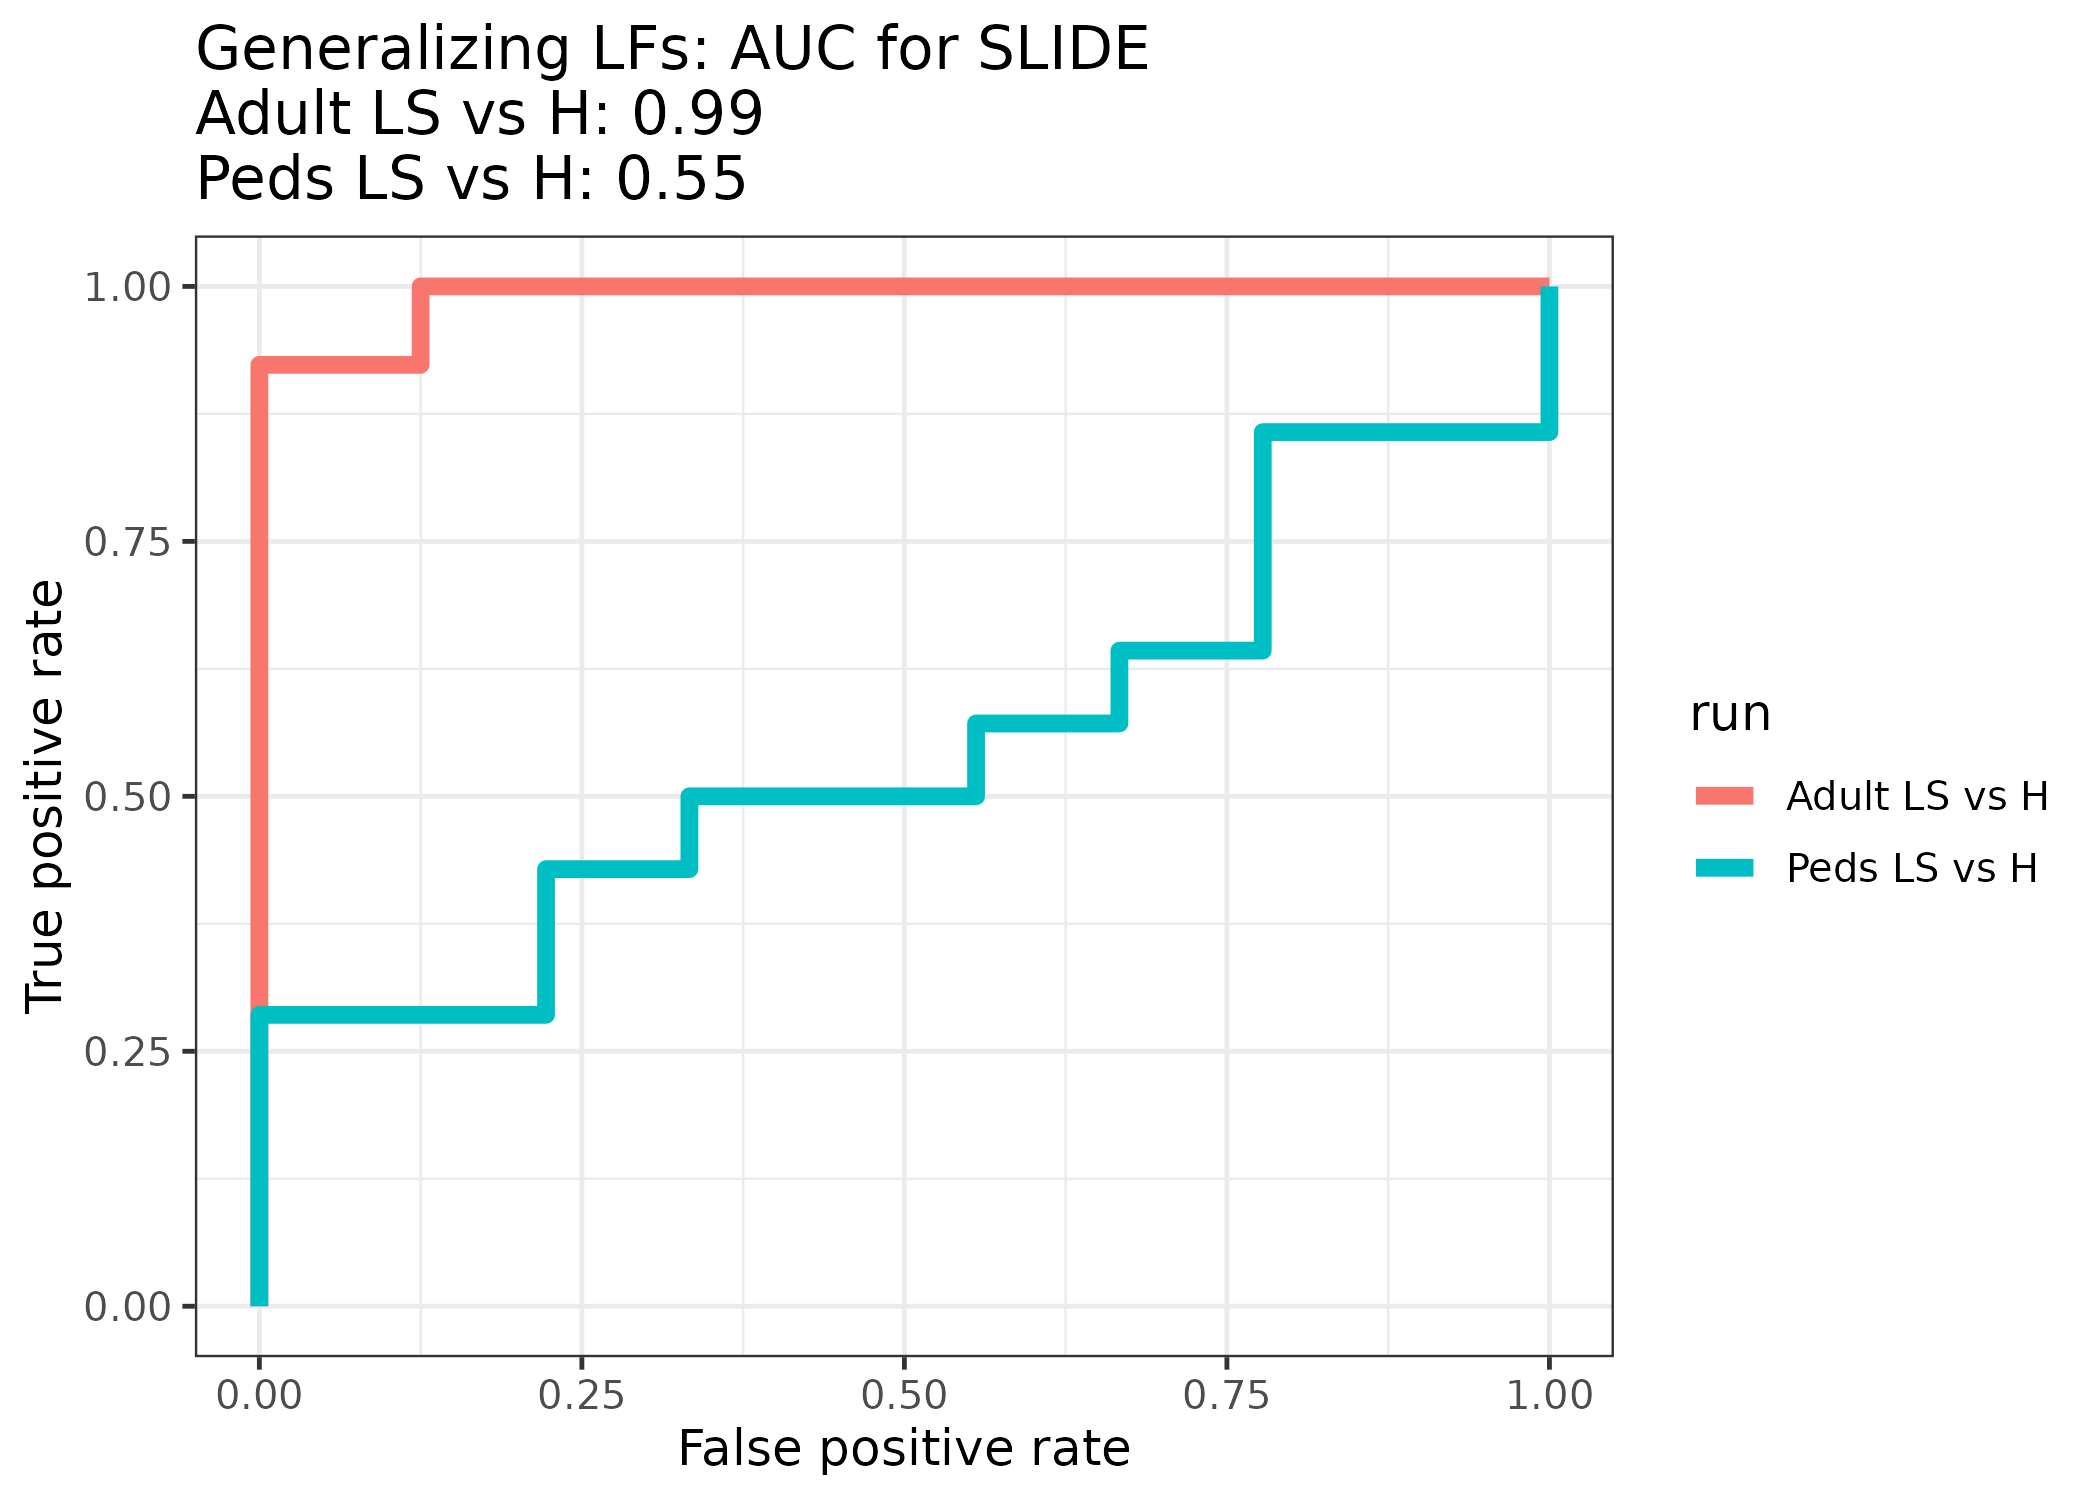 Generalizing LFs: AUC for SLIDE
Adult LS vs H: 0.99
Peds LS vs H: 0.55
1.00
0.75
0.50
0.25
0.00
True positive rate
0.00 0.25 0.50 0.75 1.00
False positive rate
run
Adult LS vs H
Peds LS vs H